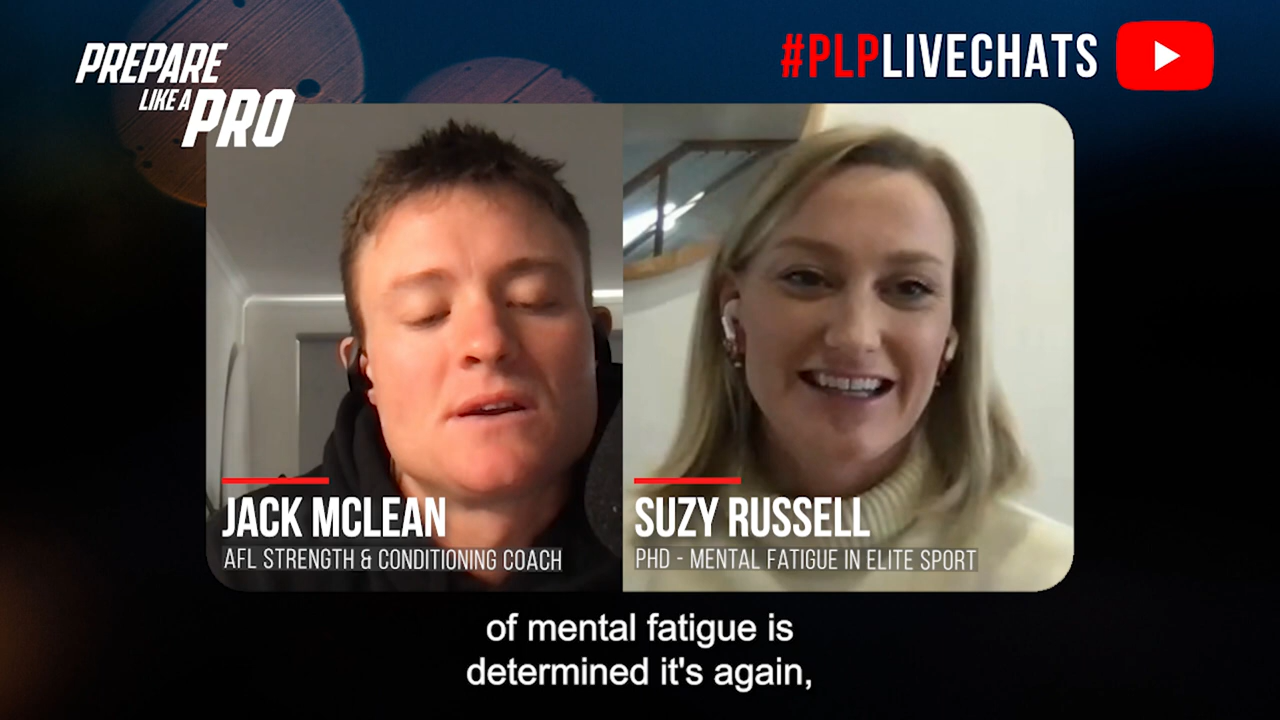 PREPARE
LIKE A
PRO
#PLPLIVECHATS
JACK MCLEAN
AFL STRENGTH & CONDITIONING COACH
SUZY RUSSELL
PHD - MENTAL FATIGUE IN ELITE SPORT
of mental fatigue is
determined it's again,